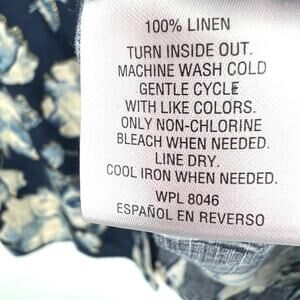 100% LINEN
TURN INSIDE OUT.
MACHINE WASH COLD
GENTLE CYCLE
WITH LIKE COLORS.
ONLY NON-CHLORINE
BLEACH WHEN NEEDED.
LINE DRY.
COOL IRON WHEN NEEDED.
WPL 8046
ESPAÑOL EN REVERSO